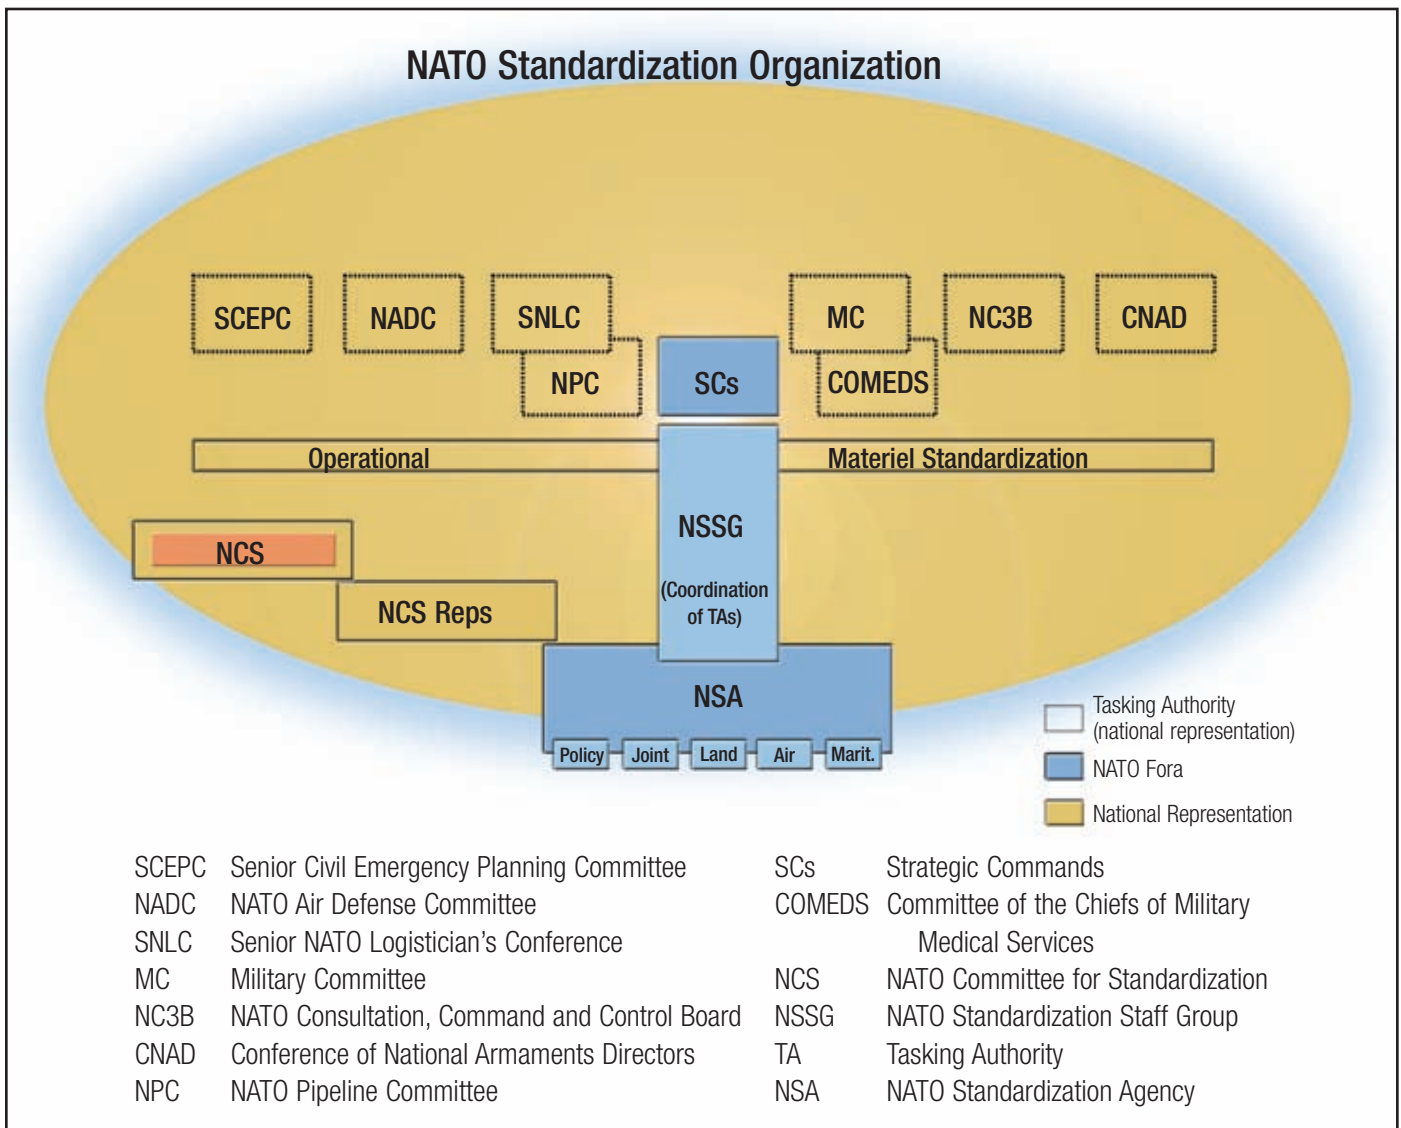 NATO Standardization Organization
SCEPC
NADC
SNLC
MC
NC3B
CNAD
NPC
SCs
COMEDS
Operational
Materiel Standardization
NSSG
(Coordination
of TAs)
NCS
NCS Reps
NSA
Policy
Joint
Land
Air
Marit.
Tasking Authority
(national representation)
NATO Fora
National Representation
SCEPC Senior Civil Emergency Planning Committee
NADC NATO Air Defense Committee
SNLC Senior NATO Logistician's Conference
MC Military Committee
NC3B NATO Consultation, Command and Control Board
CNAD Conference of National Armaments Directors
NPC NATO Pipeline Committee
SCs Strategic Commands
COMEDS Committee of the Chiefs of Military
Medical Services
NCS NATO Committee for Standardization
NSSG NATO Standardization Staff Group
TA Tasking Authority
NSA NATO Standardization Agency